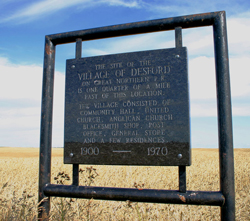 THE SITE OF THE
VILLAGE OF DESFORD
ON GREAT NORTHERN R.R.
IS ONE QUARTER OF A MILE
EAST OF THIS LOCATION.
THE VILLAGE CONSISTED OF
COMMUNITY HALL, UNITED
CHURCH, ANGLICAN CHURCH
BLACKSMITH SHOP, POST
OFFICE, GENERAL STORE
AND A FEW RESIDENCES.
1900 — 1970